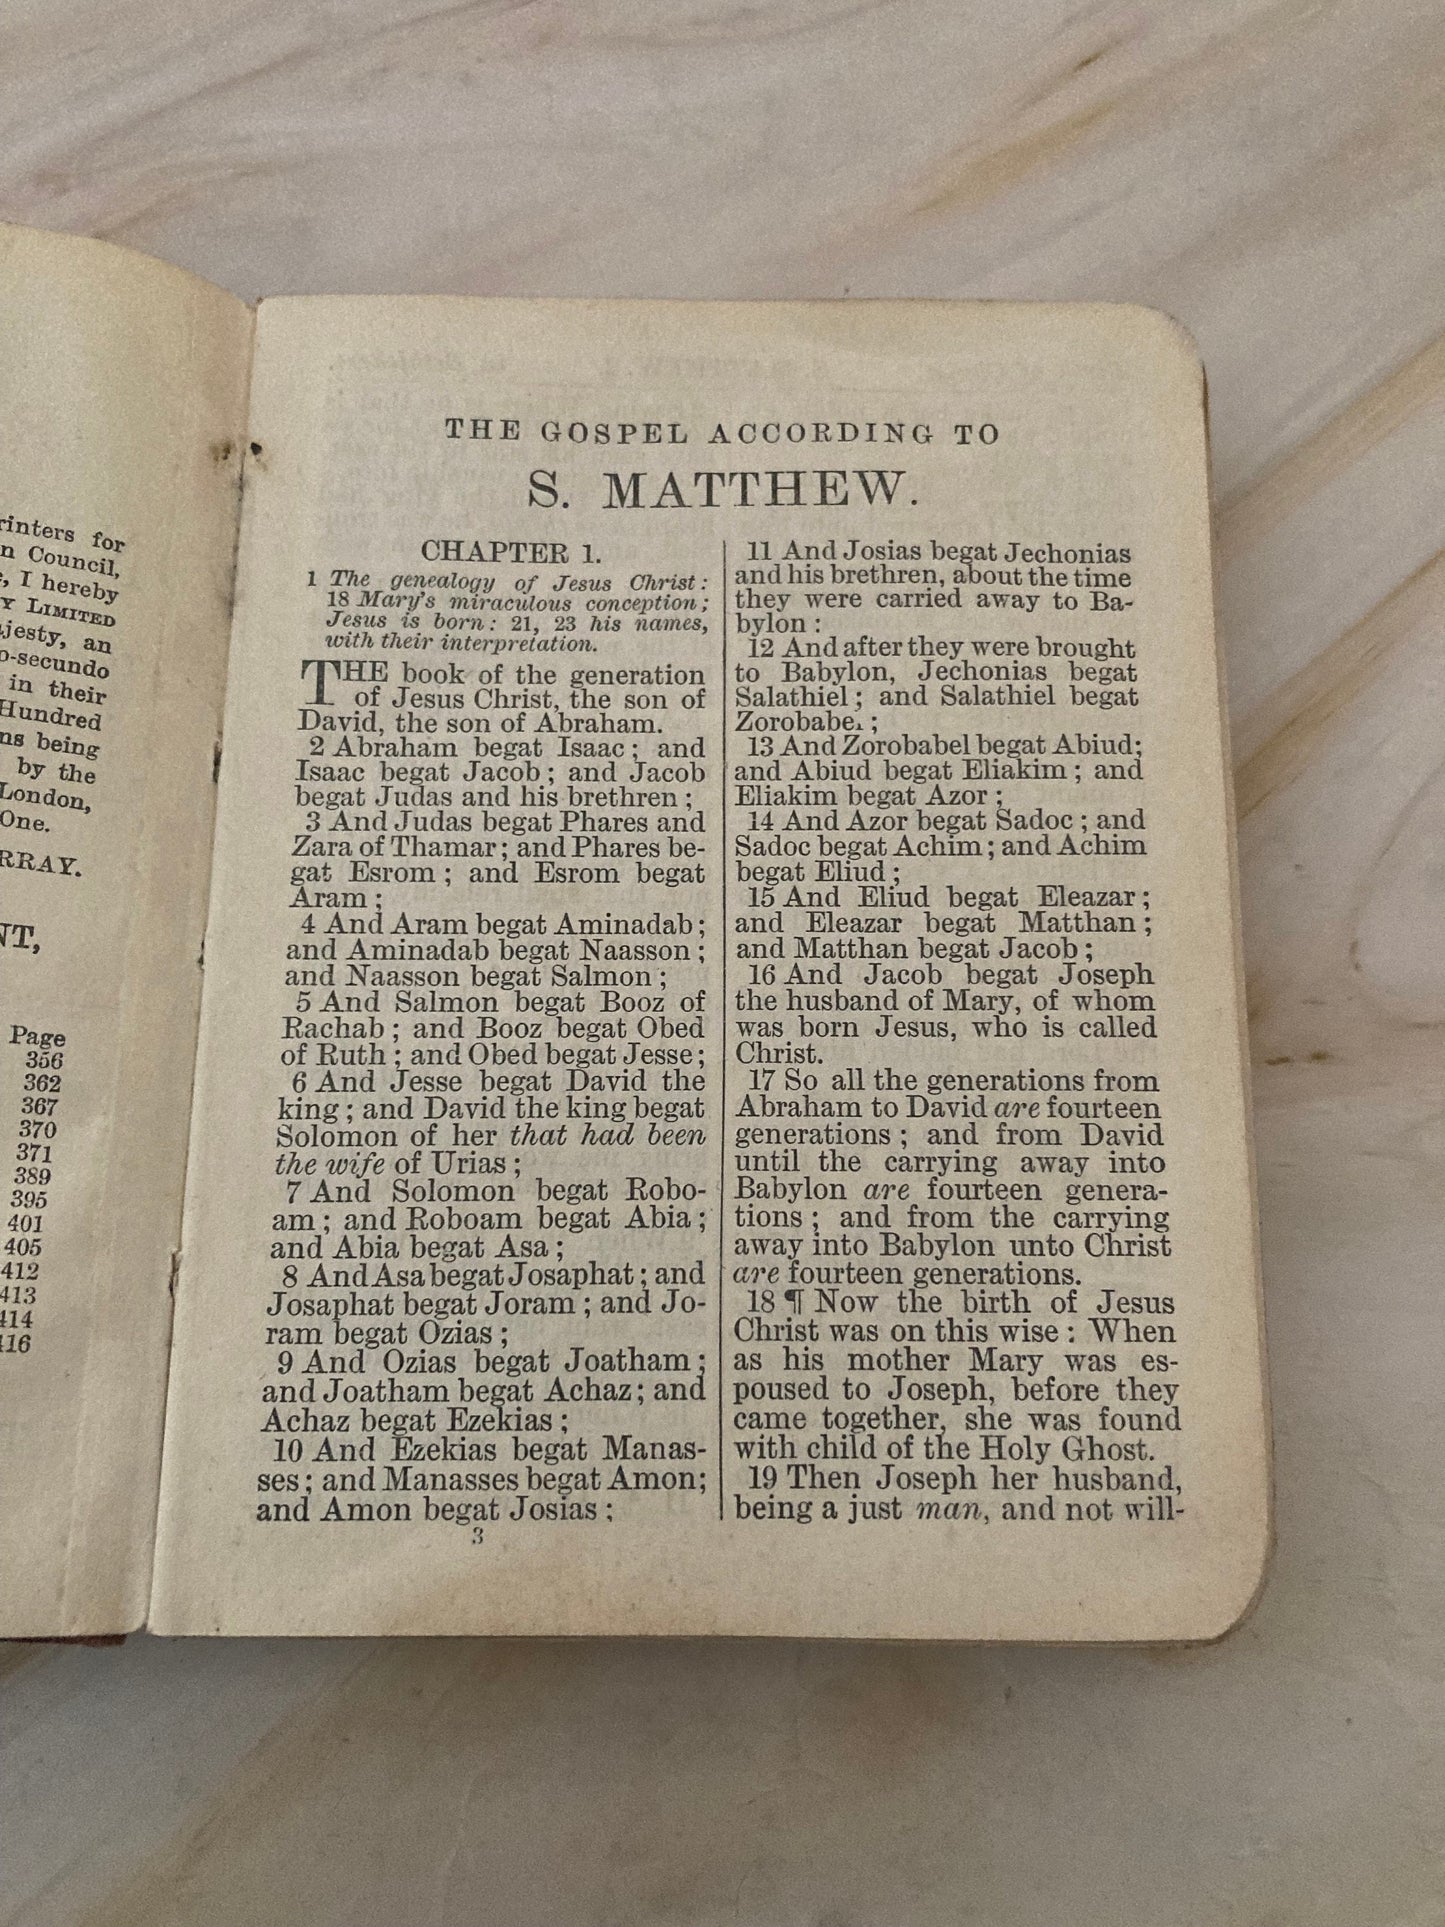 rinters for
n Council,
, I hereby
Y LIMITED
jesty, an
o-secundo
in their
Hundred
ns being
by the
London,
One.
RRAY.
NT,
Page
356
362
367
370
371
389
395
401
405
412
413
414
416
THE GOSPEL ACCORDING TO
S. MATTHEW.
CHAPTER 1.
1 The genealogy of Jesus Christ:
18 Mary's miraculous conception;
Jesus is born: 21, 23 his names,
with their interpretation.
THE book of the generation
of Jesus Christ, the son of
David, the son of Abraham.
2 Abraham begat Isaac; and
Isaac begat Jacob; and Jacob
begat Judas and his brethren;
3 And Judas begat Phares and
Zara of Thamar; and Phares be-
gat Esrom; and Esrom begat
Aram;
4 And Aram begat Aminadab;
and Aminadab begat Naasson;
and Naasson begat Salmon;
5 And Salmon begat Booz of
Rachab; and Booz begat Obed
of Ruth; and Obed begat Jesse;
6 And Jesse begat David the
king; and David the king begat
Solomon of her that had been
the wife of Urias;
7 And Solomon begat Robo-
am; and Roboam begat Abia;
and Abia begat Asa;
8 And Asa begat Josaphat; and
Josaphat begat Joram; and Jo-
ram begat Ozias;
9 And Ozias begat Joatham;
and Joatham begat Achaz; and
Achaz begat Ezekias;
10 And Ezekias begat Manas-
ses; and Manasses begat Amon;
and Amon begat Josias;
3
11 And Josias begat Jechonias
and his brethren, about the time
they were carried away to Ba-
bylon:
12 And after they were brought
to Babylon, Jechonias begat
Salathiel; and Salathiel begat
Zorobabel;
13 And Zorobabel begat Abiud;
and Abiud begat Eliakim; and
Eliakim begat Azor;
14 And Azor begat Sadoc; and
Sadoc begat Achim; and Achim
begat Eliud;
15 And Eliud begat Eleazar;
and Eleazar begat Matthan;
and Matthan begat Jacob;
16 And Jacob begat Joseph
the husband of Mary, of whom
was born Jesus, who is called
Christ.
17 So all the generations from
Abraham to David are fourteen
generations; and from David
until the carrying away into
Babylon are fourteen genera-
tions; and from the carrying
away into Babylon unto Christ
are fourteen generations.
18 ¶ Now the birth of Jesus
Christ was on this wise: When
as his mother Mary was es-
poused to Joseph, before they
came together, she was found
with child of the Holy Ghost.
19 Then Joseph her husband,
being a just man, and not will-